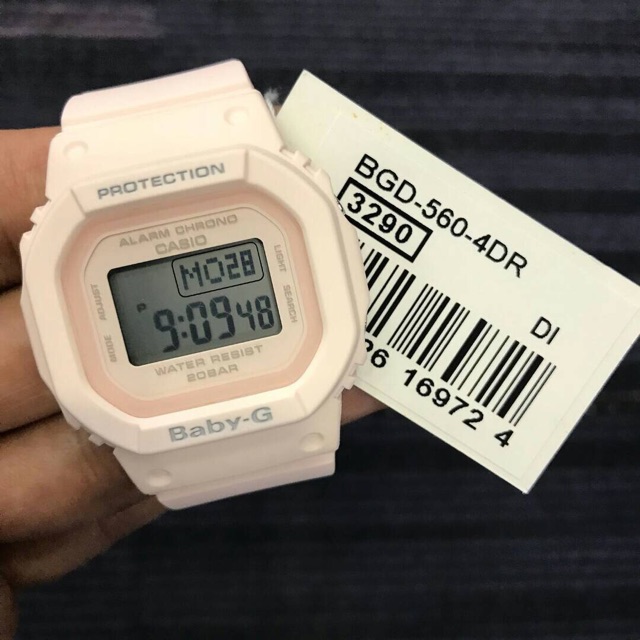 PROTECTION
ALARM CHRONO
CASIO
LIGHT
SEARCH
ADJUST
MODE
MO28
P
9:0948
WATER RESIST
20BAR
Baby-G
BGD-560-4DR
3290
DI
16972 4